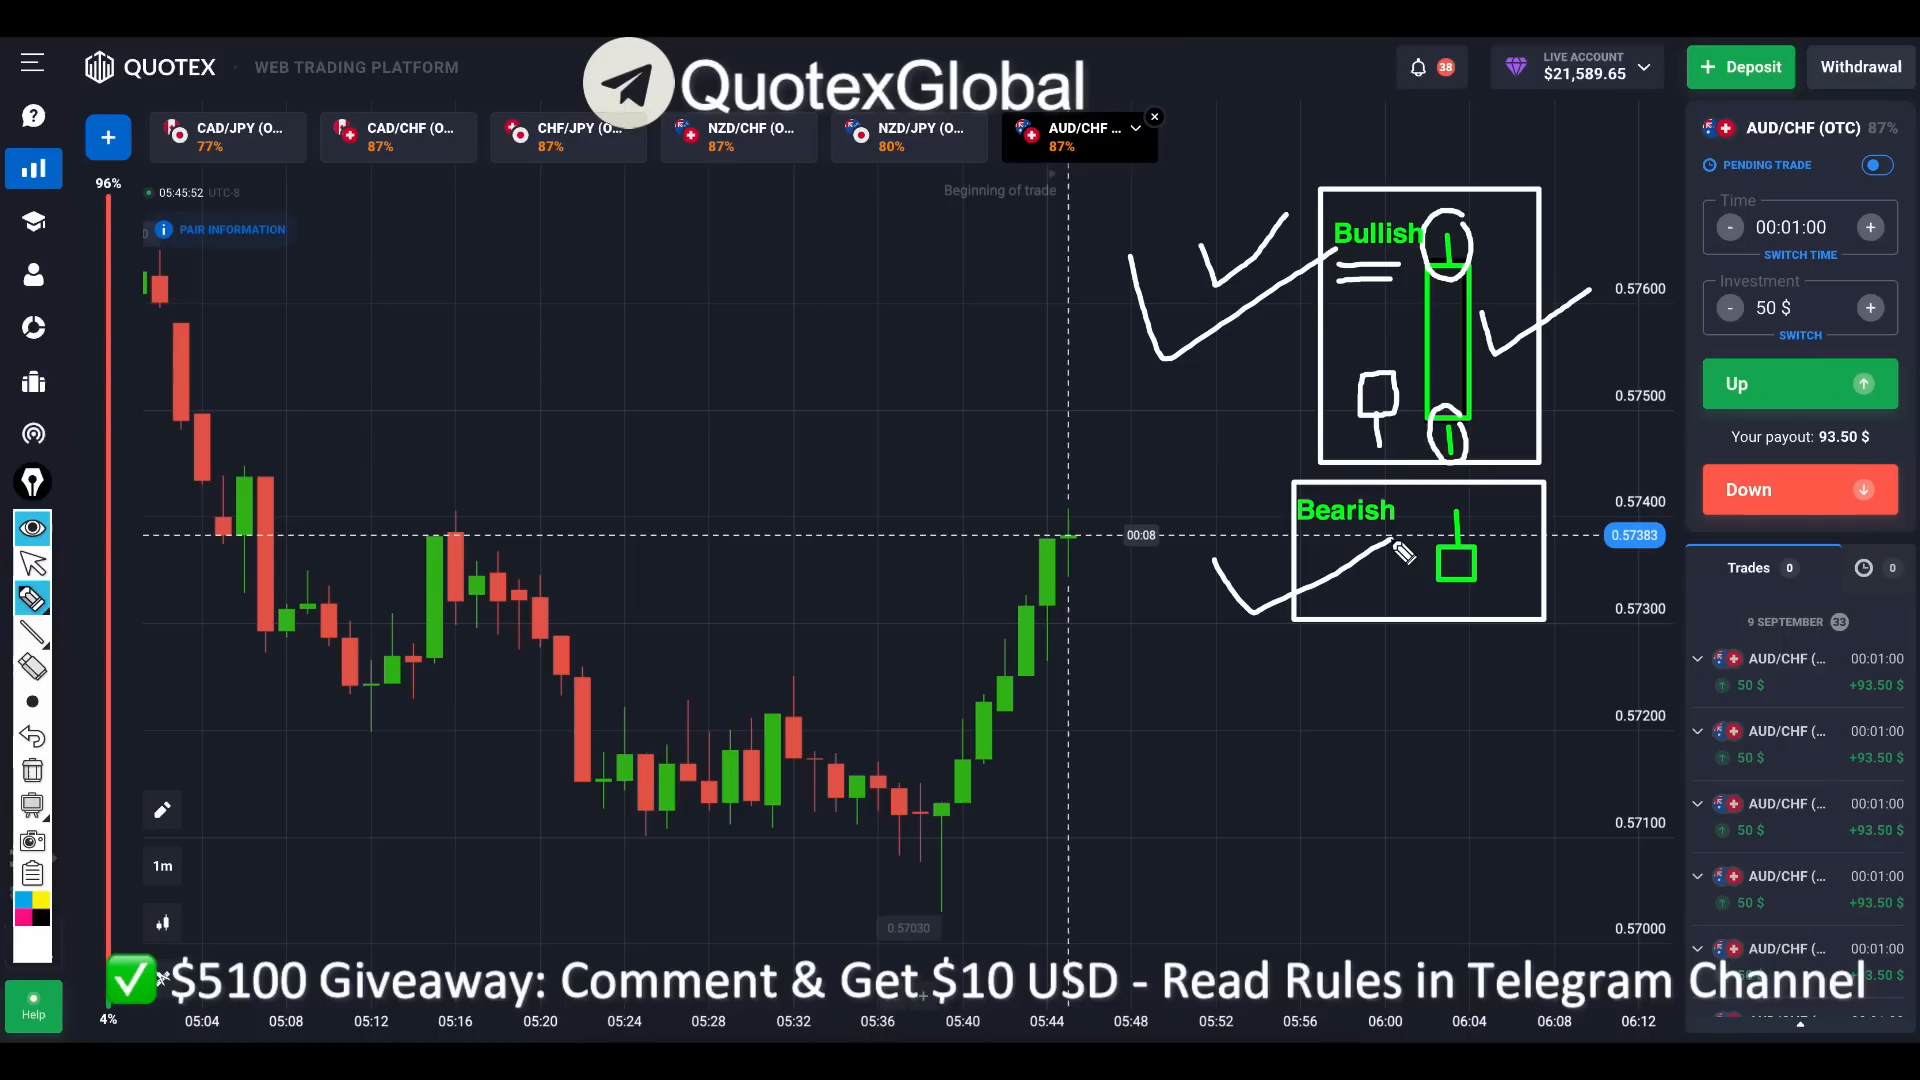 QUOTEX
WEB TRADING PLATFORM
QuotexGlobal
38
LIVE ACCOUNT
$21,589.65
+ Deposit
Withdrawal
CAD/JPY (O...
77%
CAD/CHF (O...
87%
CHF/JPY (O...
87%
NZD/CHF (O...
87%
NZD/JPY (O...
80%
AUD/CHF ...
87%
AUD/CHF (OTC) 87%
PENDING TRADE
Time
- 00:01:00 +
SWITCH TIME
Investment
- 50 $ +
SWITCH
Up
Your payout: 93.50 $
Down
96%
05:45:52 UTC-8
Beginning of trade
PAIR INFORMATION
Bullish
Bearish
0.57600
0.57500
0.57400
00:08
0.57383
0.57300
0.57200
0.57100
0.57000
0.57030
1m
Trades 0
0
9 SEPTEMBER 33
AUD/CHF (... 00:01:00
50 $ +93.50 $
AUD/CHF (... 00:01:00
50 $ +93.50 $
AUD/CHF (... 00:01:00
50 $ +93.50 $
AUD/CHF (... 00:01:00
50 $ +93.50 $
AUD/CHF (... 00:01:00
✅ $5100 Giveaway: Comment & Get $10 USD - Read Rules in Telegram Channel
Help
4%
05:04 05:08 05:12 05:16 05:20 05:24 05:28 05:32 05:36 05:40 05:44 05:48 05:52 05:56 06:00 06:04 06:08 06:12